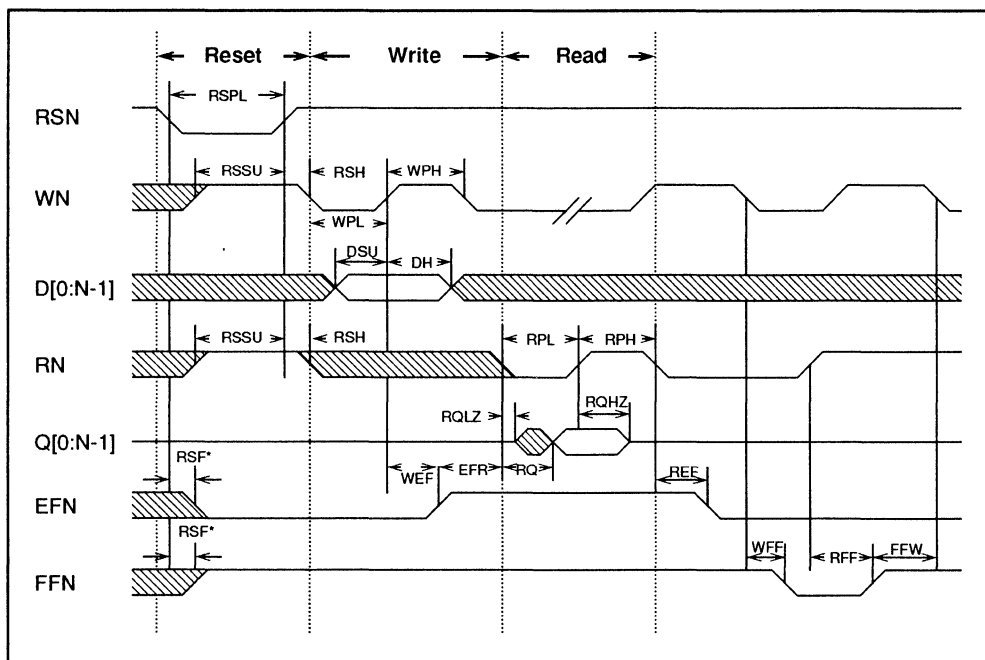 Reset Write Read
RSPL
RSN
RSSU RSH WPH
WN
WPL
DSU DH
D[0:N-1]
RSSU RSH RPL RPH
RN
RQLZ RQHZ
Q[0:N-1]
RSF* WEF EFR RQ REF
EFN
RSF* WFF RFF FFW
FFN